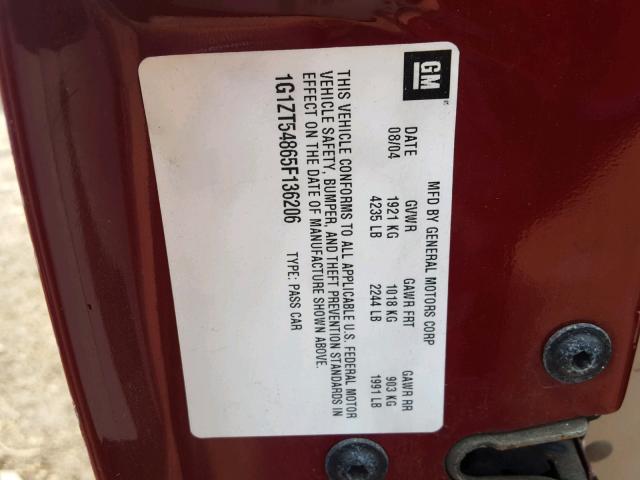 GM
MFD BY GENERAL MOTORS CORP
DATE GVWR GAWR FRT GAWR RR
08/04 1921 KG 1018 KG 903 KG
4235 LB 2244 LB 1991 LB
THIS VEHICLE CONFORMS TO ALL APPLICABLE U.S. FEDERAL MOTOR
VEHICLE SAFETY, BUMPER, AND THEFT PREVENTION STANDARDS IN
EFFECT ON THE DATE OF MANUFACTURE SHOWN ABOVE.
1G1ZT54865F136206 TYPE: PASS CAR